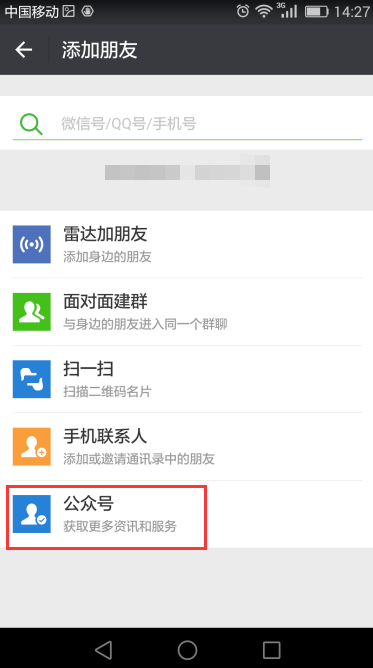 中国移动 3G 14:27
添加朋友
微信号/QQ号/手机号
雷达加朋友
添加身边的朋友
面对面建群
与身边的朋友进入同一个群聊
扫一扫
扫描二维码名片
手机联系人
添加或邀请通讯录中的朋友
公众号
获取更多资讯和服务